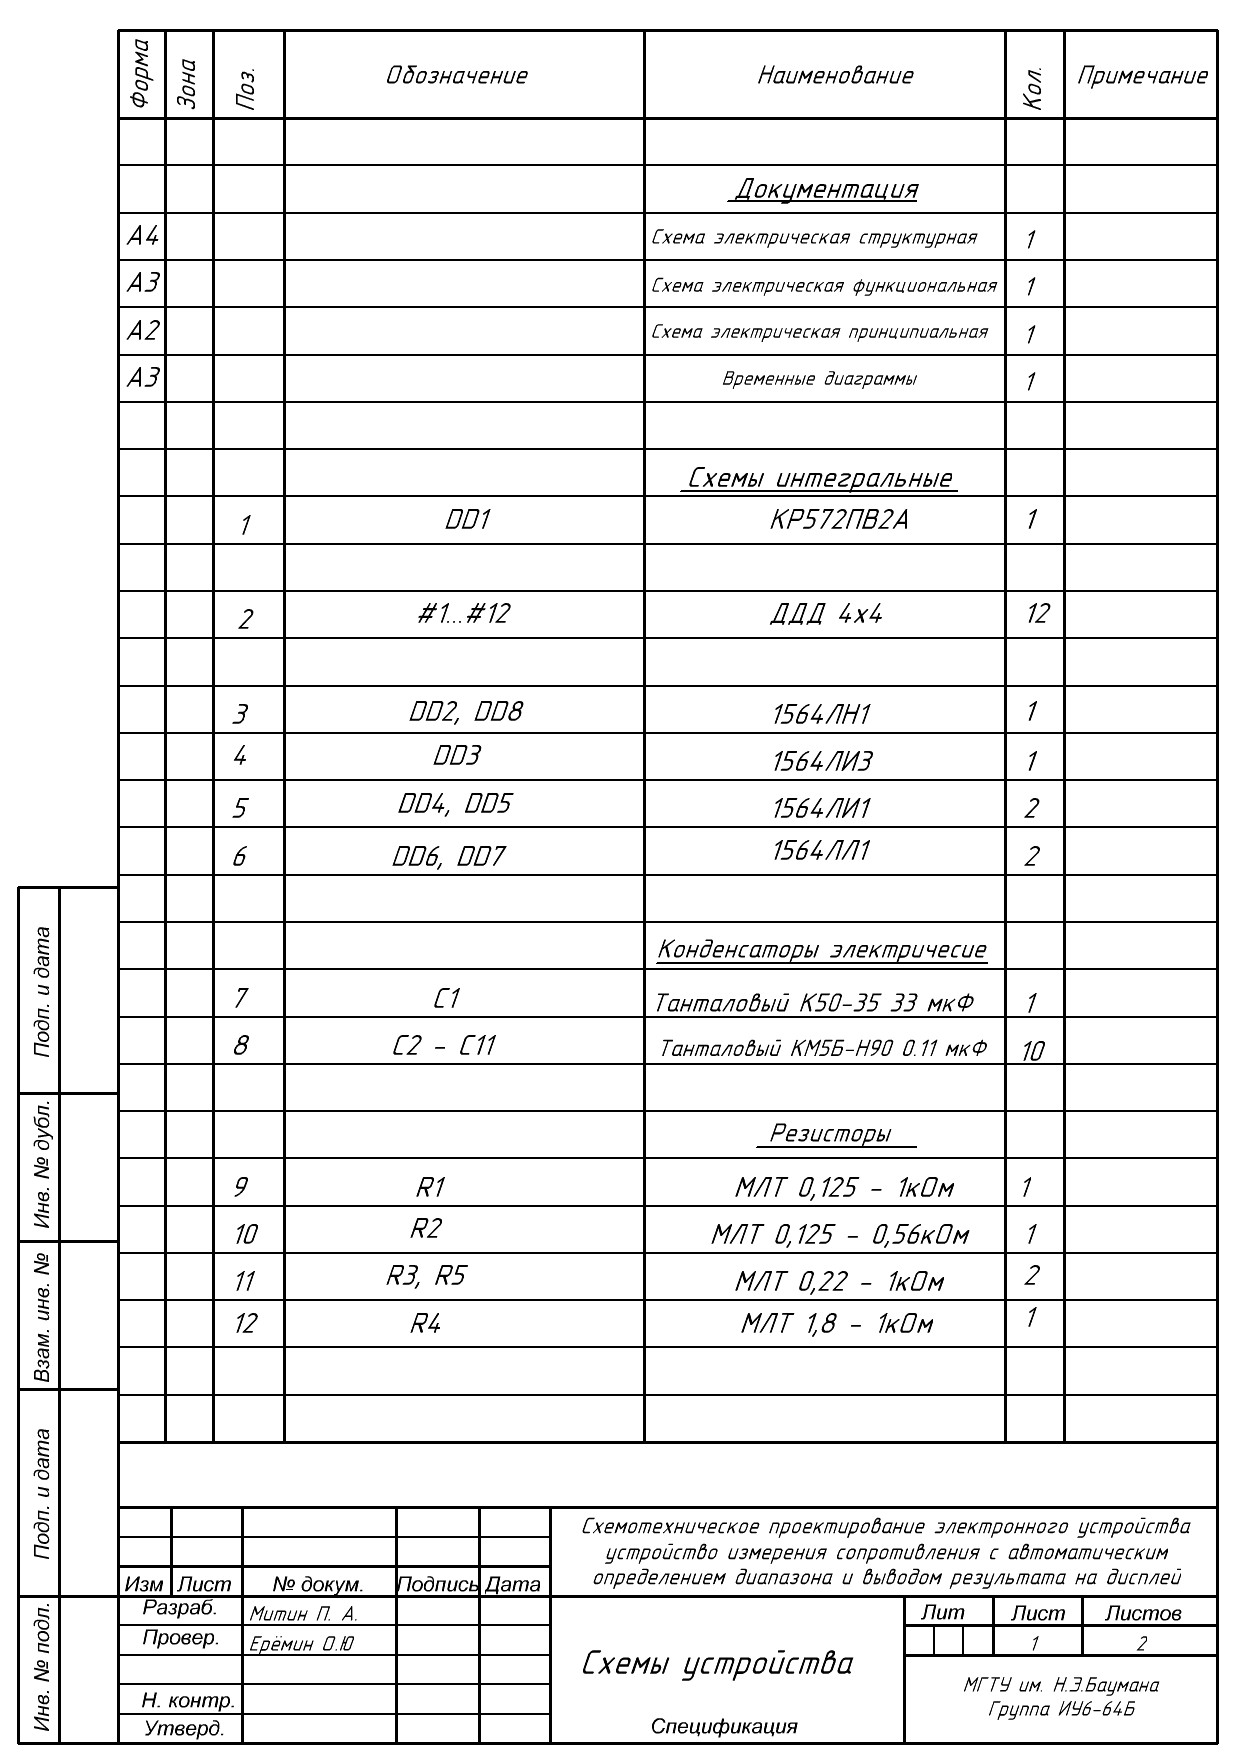 Форма Зона Поз. Обозначение Наименование Кол. Примечание
Документация
А4 Схема электрическая структурная 1
А3 Схема электрическая функциональная 1
А2 Схема электрическая принципиальная 1
А3 Временные диаграммы 1
Схемы интегральные
1 DD1 КР572ПВ2А 1
2 #1...#12 ДДД 4х4 12
3 DD2, DD8 1564ЛН1 1
4 DD3 1564ЛИ3 1
5 DD4, DD5 1564ЛИ1 2
6 DD6, DD7 1564ЛЛ1 2
Конденсаторы электричесие
7 C1 Танталовый К50-35 33 мкФ 1
8 C2 - C11 Танталовый КМ5Б-Н90 0.11 мкФ 10
Резисторы
9 R1 МЛТ 0,125 - 1кОм 1
10 R2 МЛТ 0,125 - 0,56кОм 1
11 R3, R5 МЛТ 0,22 - 1кОм 2
12 R4 МЛТ 1,8 - 1кОм 1
Подп. и дата
Инв. № дубл.
Взам. инв. №
Подп. и дата
Инв. № подл.
Схемотехническое проектирование электронного устройства
устройство измерения сопротивления с автоматическим
определением диапазона и выводом результата на дисплей
Изм Лист № докум. Подпись Дата
Разраб. Митин П. А.
Провер. Ерёмин О.Ю
Н. контр.
Утверд.
Схемы устройства
Спецификация
Лит Лист Листов
1 2
МГТУ им. Н.Э.Баумана
Группа ИУ6-64Б